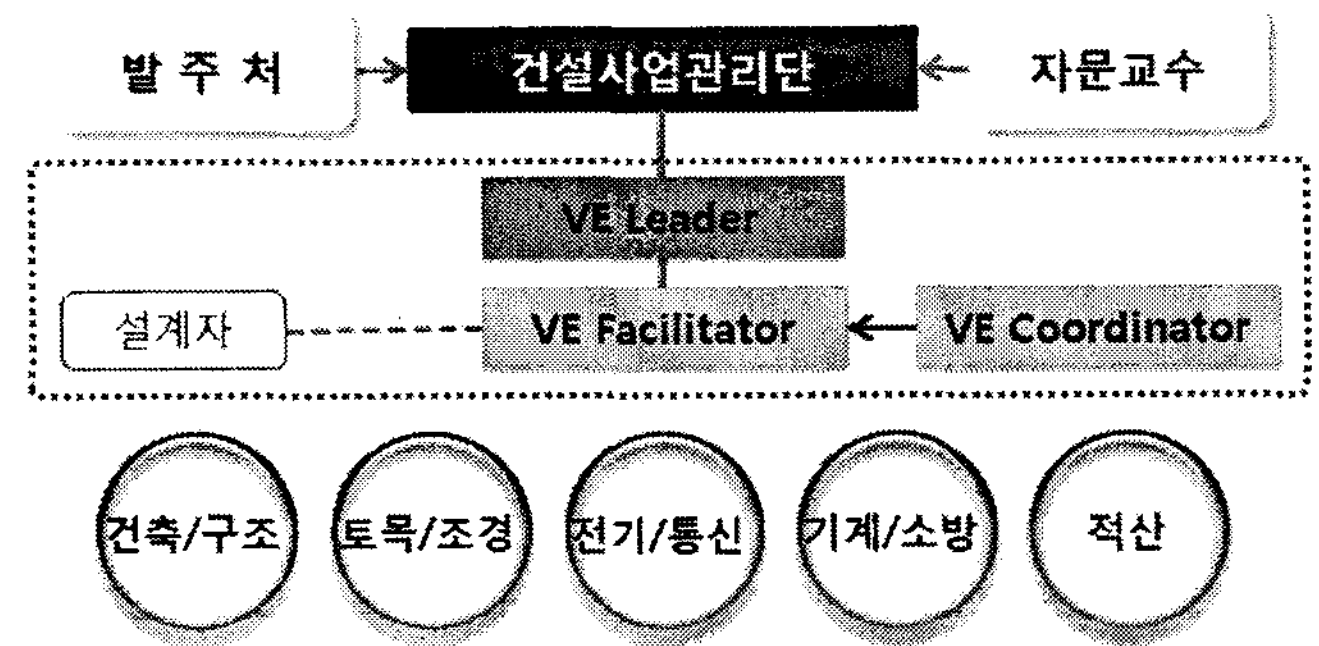 발 주 처
건설사업관리단
자문교수
VE Leader
설계자
VE Facilitator
VE Coordinator
건축/구조
토목/조경
전기/통신
기계/소방
적산